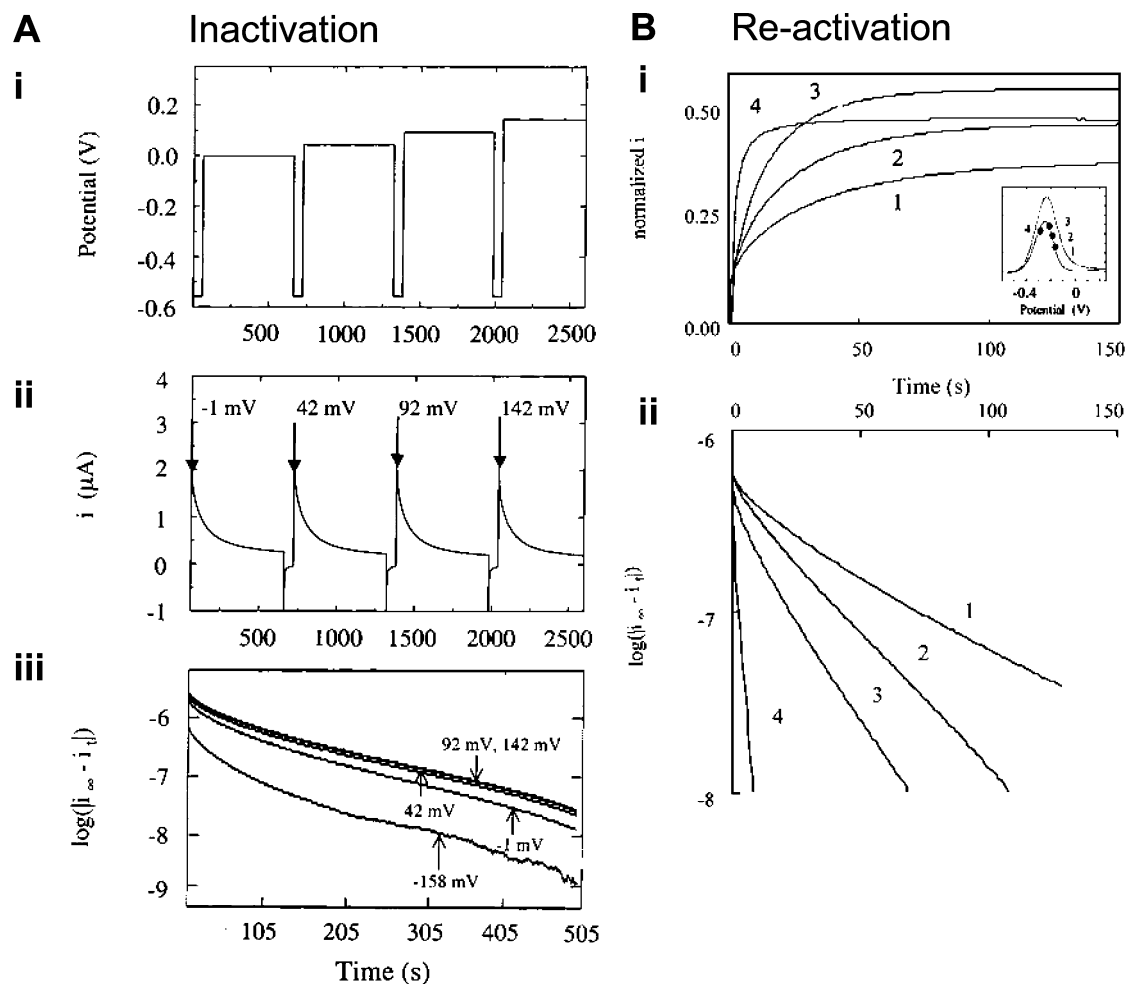 A Inactivation
i
Potential (V)
0.2
0.0
-0.2
-0.4
-0.6
500 1000 1500 2000 2500
ii
i (μA)
4
3
2
1
0
-1
-1 mV 42 mV 92 mV 142 mV
500 1000 1500 2000 2500
iii
log(|i ∞ - i t|)
-6
-7
-8
-9
92 mV, 142 mV
42 mV
-1 mV
-158 mV
105 205 305 405 505
Time (s)
B Re-activation
i
normalized i
0.50
0.25
0.00
4 3
2
1
3
4 2
-0.4 0
Potential (V)
0 50 100 150
Time (s)
ii
0 50 100 150
log(|i ∞ - i t|)
-6
-7
-8
1
2
3
4